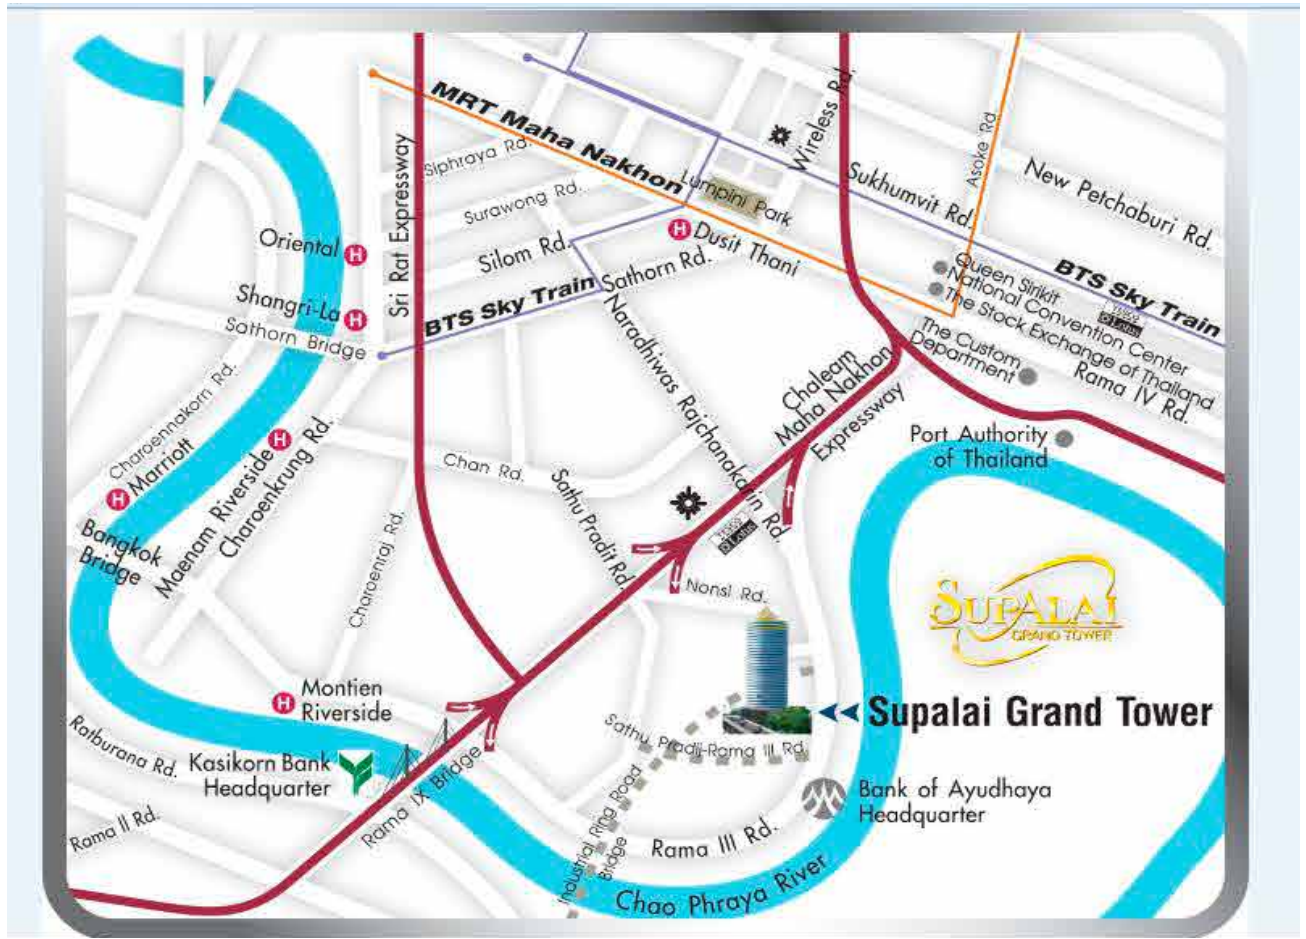 MRT Maha Nakhon
Wireless Rd.
Siphraya Rd.
Sri Rat Expressway
Lumpini Park
Sukhumvit Rd.
Asoke Rd
New Petchaburi Rd.
Surawong Rd.
Oriental
H
Silom Rd.
H
Dusit Thani
Sathorn Rd.
BTS Sky Train
BTS Sky Train
Queen Sirikit
National Convention Center
The Stock Exchange of Thailand
Lotus
Shangri-La
H
Sathorn Bridge
The Custom
Department
Rama IV Rd.
Naradhiwas Rajchanakarin Rd.
Chaleam
Maha Nakhon
Expressway
Charoennakorn Rd.
Marriott
H
Maenam Riverside
H
Charoenkrung Rd.
Chan Rd.
Sathu Pradit Rd.
Port Authority
of Thailand
Bangkok
Bridge
Charoenraj Rd.
Lotus
Nonsi Rd.
SUPALAI
GRAND TOWER
H
Montien
Riverside
Supalai Grand Tower
Sathu Pradij-Rama III Rd.
Ratburana Rd.
Kasikorn Bank
Headquarter
Rama IX Bridge
Bank of Ayudhaya
Headquarter
Rama II Rd.
Industrial Ring Road
Bridge
Rama III Rd.
Chao Phraya River